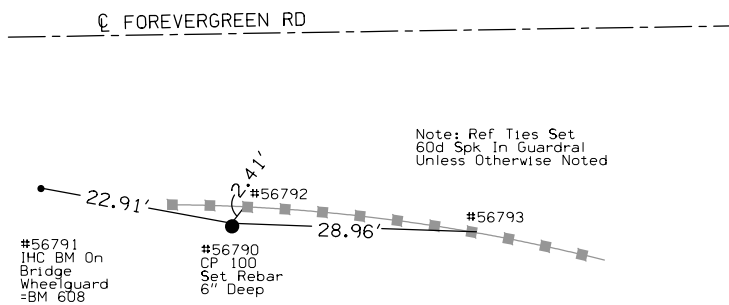 ℄ FOREVERGREEN RD
Note: Ref Ties Set
60d Spk In Guardral
Unless Otherwise Noted
2.41'
#56792
22.91'
#56793
28.96'
#56791
IHC BM On
Bridge
Wheelguard
=BM 608
#56790
CP 100
Set Rebar
6" Deep